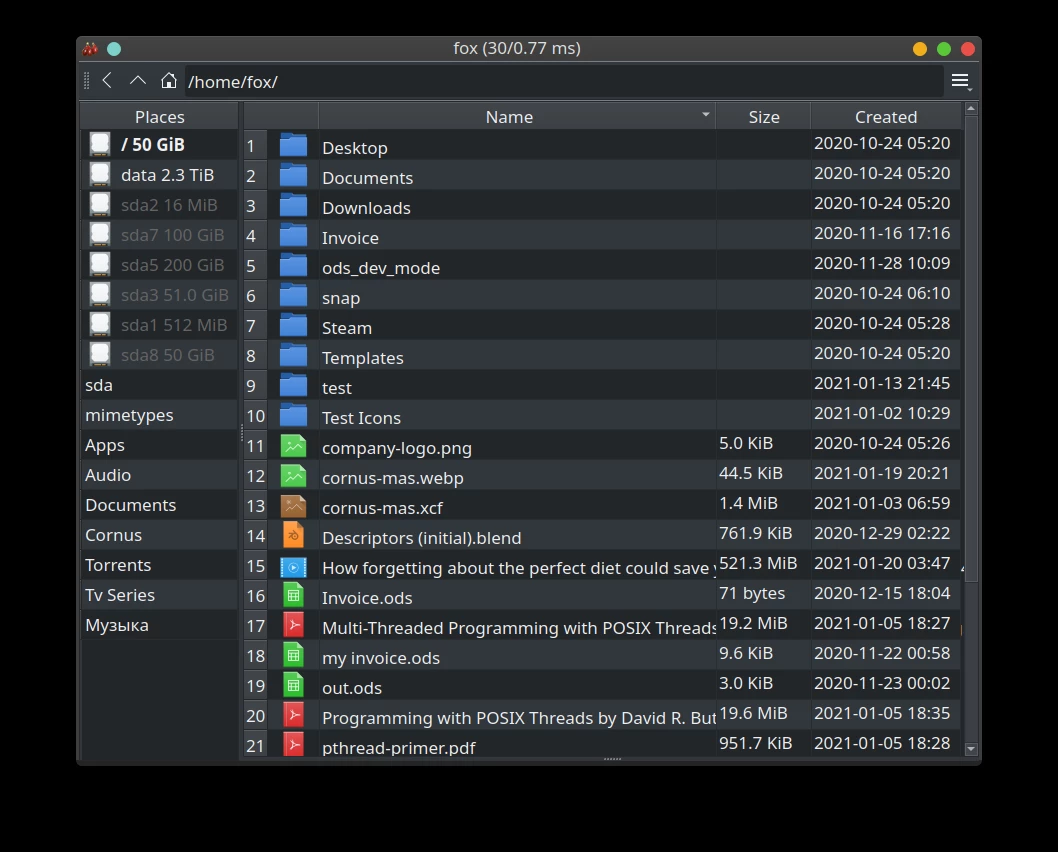 fox (30/0.77 ms)
/home/fox/
Places
/ 50 GiB
data 2.3 TiB
sda2 16 MiB
sda7 100 GiB
sda5 200 GiB
sda3 51.0 GiB
sda1 512 MiB
sda8 50 GiB
sda
mimetypes
Apps
Audio
Documents
Cornus
Torrents
Tv Series
Музыка
Name Size Created
1 Desktop 2020-10-24 05:20
2 Documents 2020-10-24 05:20
3 Downloads 2020-10-24 05:20
4 Invoice 2020-11-16 17:16
5 ods_dev_mode 2020-11-28 10:09
6 snap 2020-10-24 06:10
7 Steam 2020-10-24 05:28
8 Templates 2020-10-24 05:20
9 test 2021-01-13 21:45
10 Test Icons 2021-01-02 10:29
11 company-logo.png 5.0 KiB 2020-10-24 05:26
12 cornus-mas.webp 44.5 KiB 2021-01-19 20:21
13 cornus-mas.xcf 1.4 MiB 2021-01-03 06:59
14 Descriptors (initial).blend 761.9 KiB 2020-12-29 02:22
15 How forgetting about the perfect diet could save 521.3 MiB 2021-01-20 03:47
16 Invoice.ods 71 bytes 2020-12-15 18:04
17 Multi-Threaded Programming with POSIX Threads 19.2 MiB 2021-01-05 18:27
18 my invoice.ods 9.6 KiB 2020-11-22 00:58
19 out.ods 3.0 KiB 2020-11-23 00:02
20 Programming with POSIX Threads by David R. But 19.6 MiB 2021-01-05 18:35
21 pthread-primer.pdf 951.7 KiB 2021-01-05 18:28